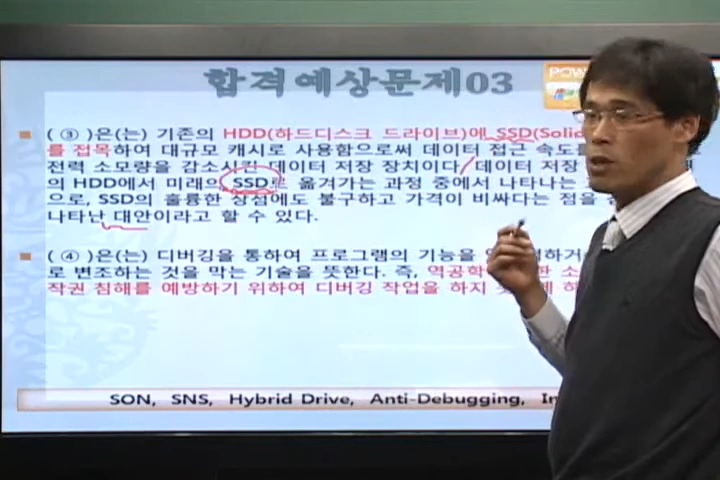 합격예상문제03
POW
( ③ )은(는) 기존의 HDD(하드디스크 드라이브)에 SSD(Solid
를 접목하여 대규모 캐시로 사용함으로써 데이터 접근 속도를
전력 소모량을 감소시킨 데이터 저장 장치이다. 데이터 저장
의 HDD에서 미래의 SSD로 옮겨가는 과정 중에서 나타나는
으로, SSD의 훌륭한 성능에도 불구하고 가격이 비싸다는 점을
나타난 대안이라고 할 수 있다.
( ④ )은(는) 디버깅을 통하여 프로그램의 기능을
로 변조하는 것을 막는 기술을 뜻한다. 즉, 역공학 한 소
작권 침해를 예방하기 위하여 디버깅 작업을 하지 못 게 하
SON, SNS, Hybrid Drive, Anti-Debugging, In